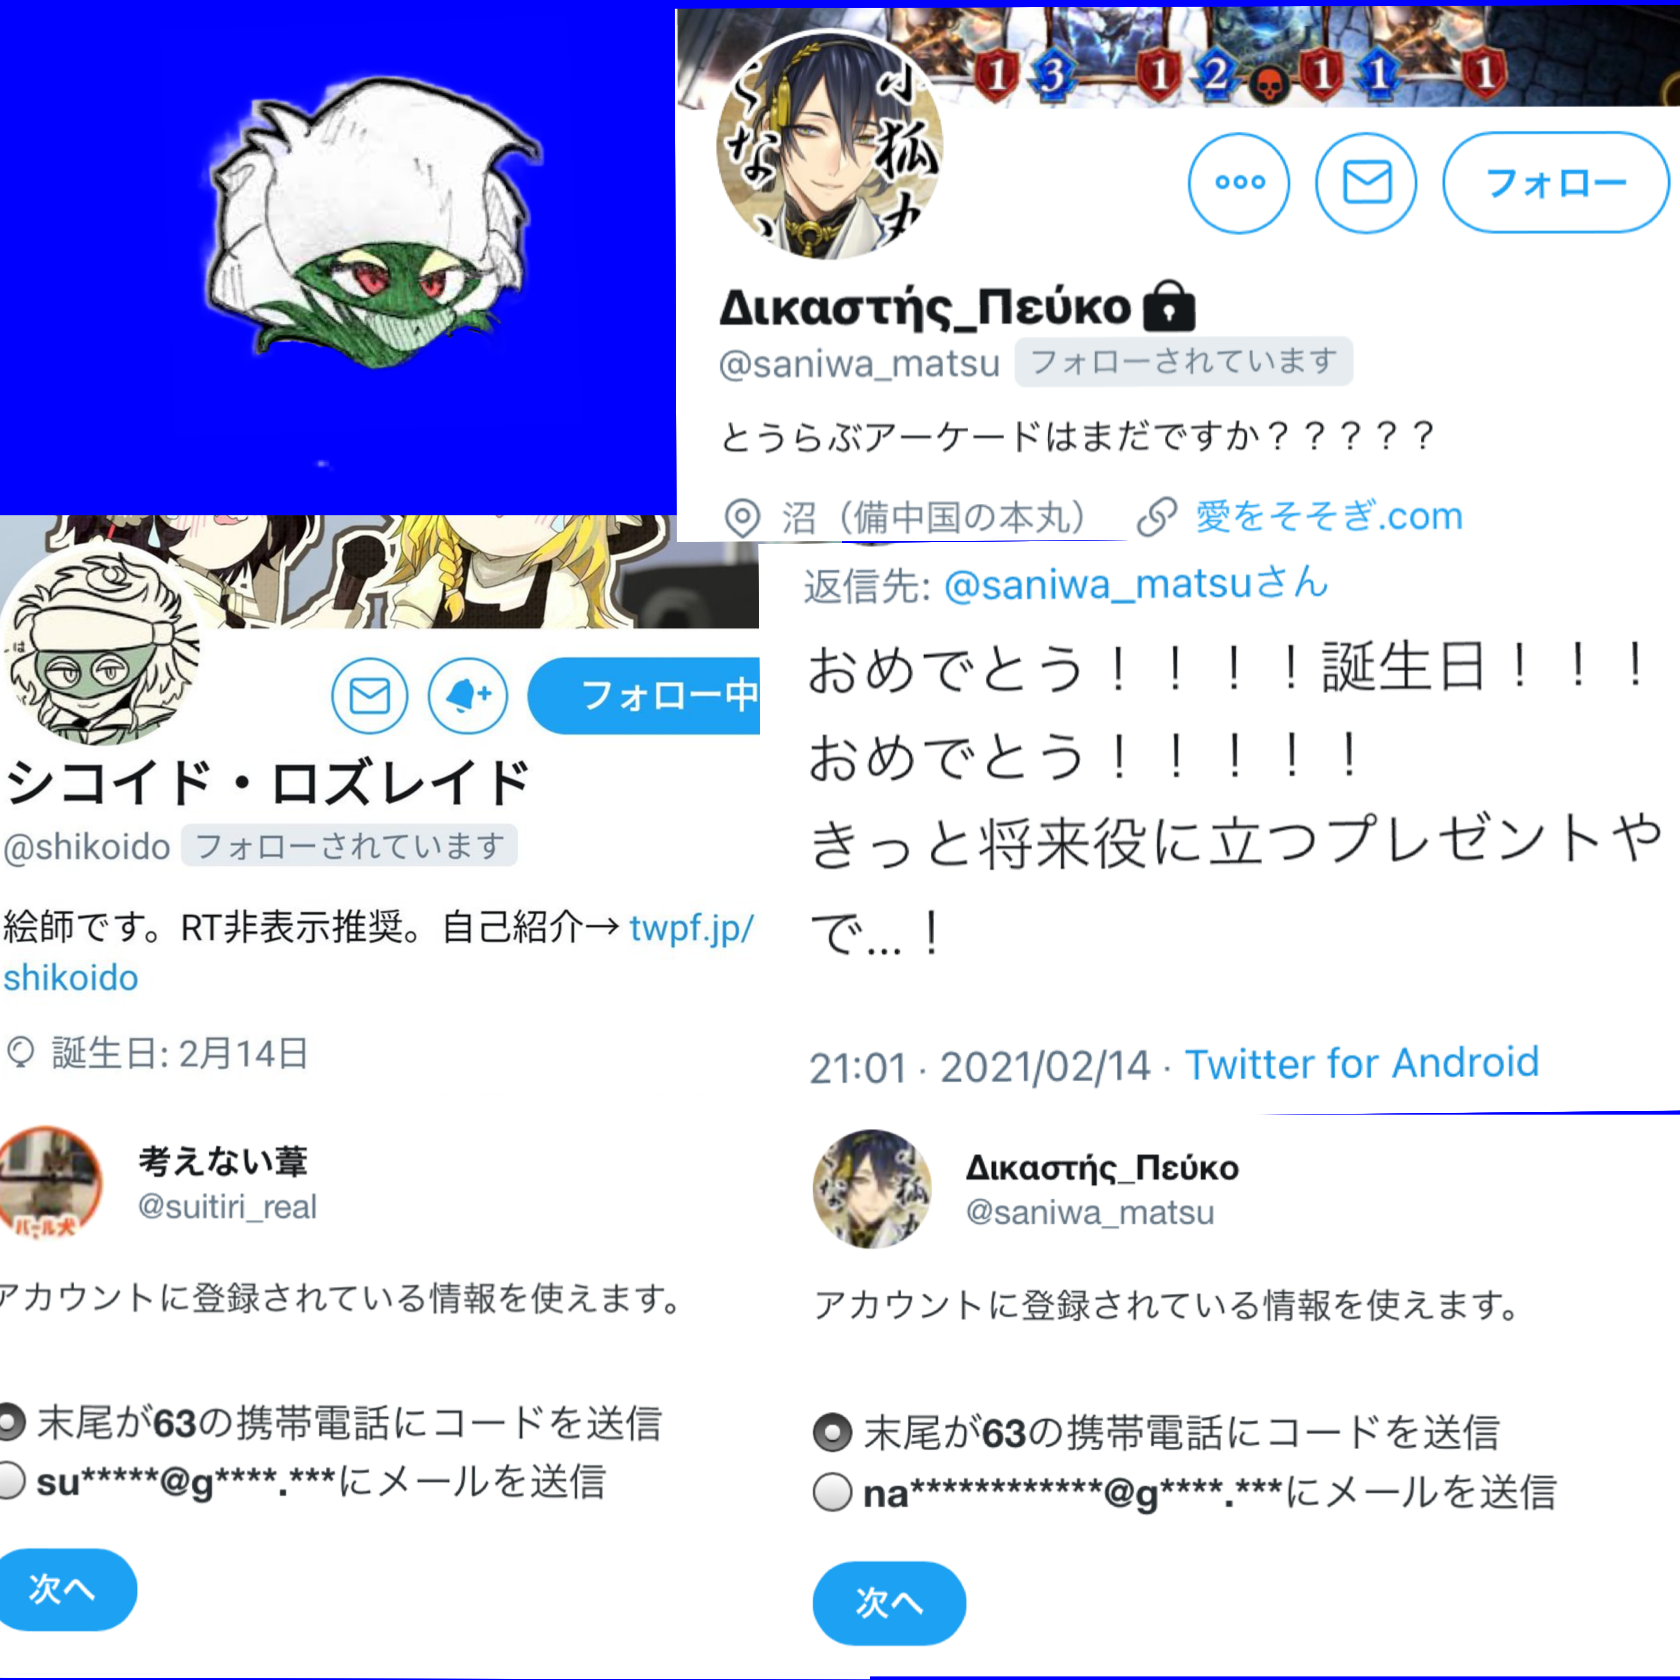 1 3 1 2 1 1 1
小狐丸
くない
フォロー
Δικαστής_Πεύκο
@saniwa_matsu フォローされています
とうらぶアーケードはまだですか？？？？？
沼（備中国の本丸） 愛をそそぎ.com
フォロー中
シコイド・ロズレイド
@shikoido フォローされています
絵師です。RT非表示推奨。自己紹介→ twpf.jp/
shikoido
誕生日: 2月14日
返信先: @saniwa_matsuさん
おめでとう！！！！誕生日！！！
おめでとう！！！！！
きっと将来役に立つプレゼントや
で...！
21:01 · 2021/02/14 · Twitter for Android
考えない葦
@suitiri_real
バール犬
アカウントに登録されている情報を使えます。
末尾が63の携帯電話にコードを送信
su*****@g****.***にメールを送信
次へ
Δικαστής_Πεύκο
@saniwa_matsu
アカウントに登録されている情報を使えます。
末尾が63の携帯電話にコードを送信
na************@g****.***にメールを送信
次へ